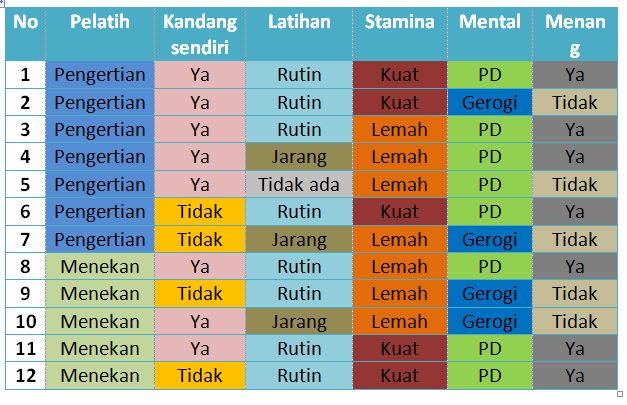 No Pelatih Kandang sendiri Latihan Stamina Mental Menang
1 Pengertian Ya Rutin Kuat PD Ya
2 Pengertian Ya Rutin Kuat Gerogi Tidak
3 Pengertian Ya Rutin Lemah PD Ya
4 Pengertian Ya Jarang Lemah PD Ya
5 Pengertian Ya Tidak ada Lemah PD Tidak
6 Pengertian Tidak Rutin Kuat PD Ya
7 Pengertian Tidak Jarang Lemah Gerogi Tidak
8 Menekan Ya Rutin Lemah PD Ya
9 Menekan Tidak Rutin Lemah Gerogi Tidak
10 Menekan Ya Jarang Lemah Gerogi Tidak
11 Menekan Ya Rutin Kuat PD Ya
12 Menekan Tidak Rutin Kuat PD Ya